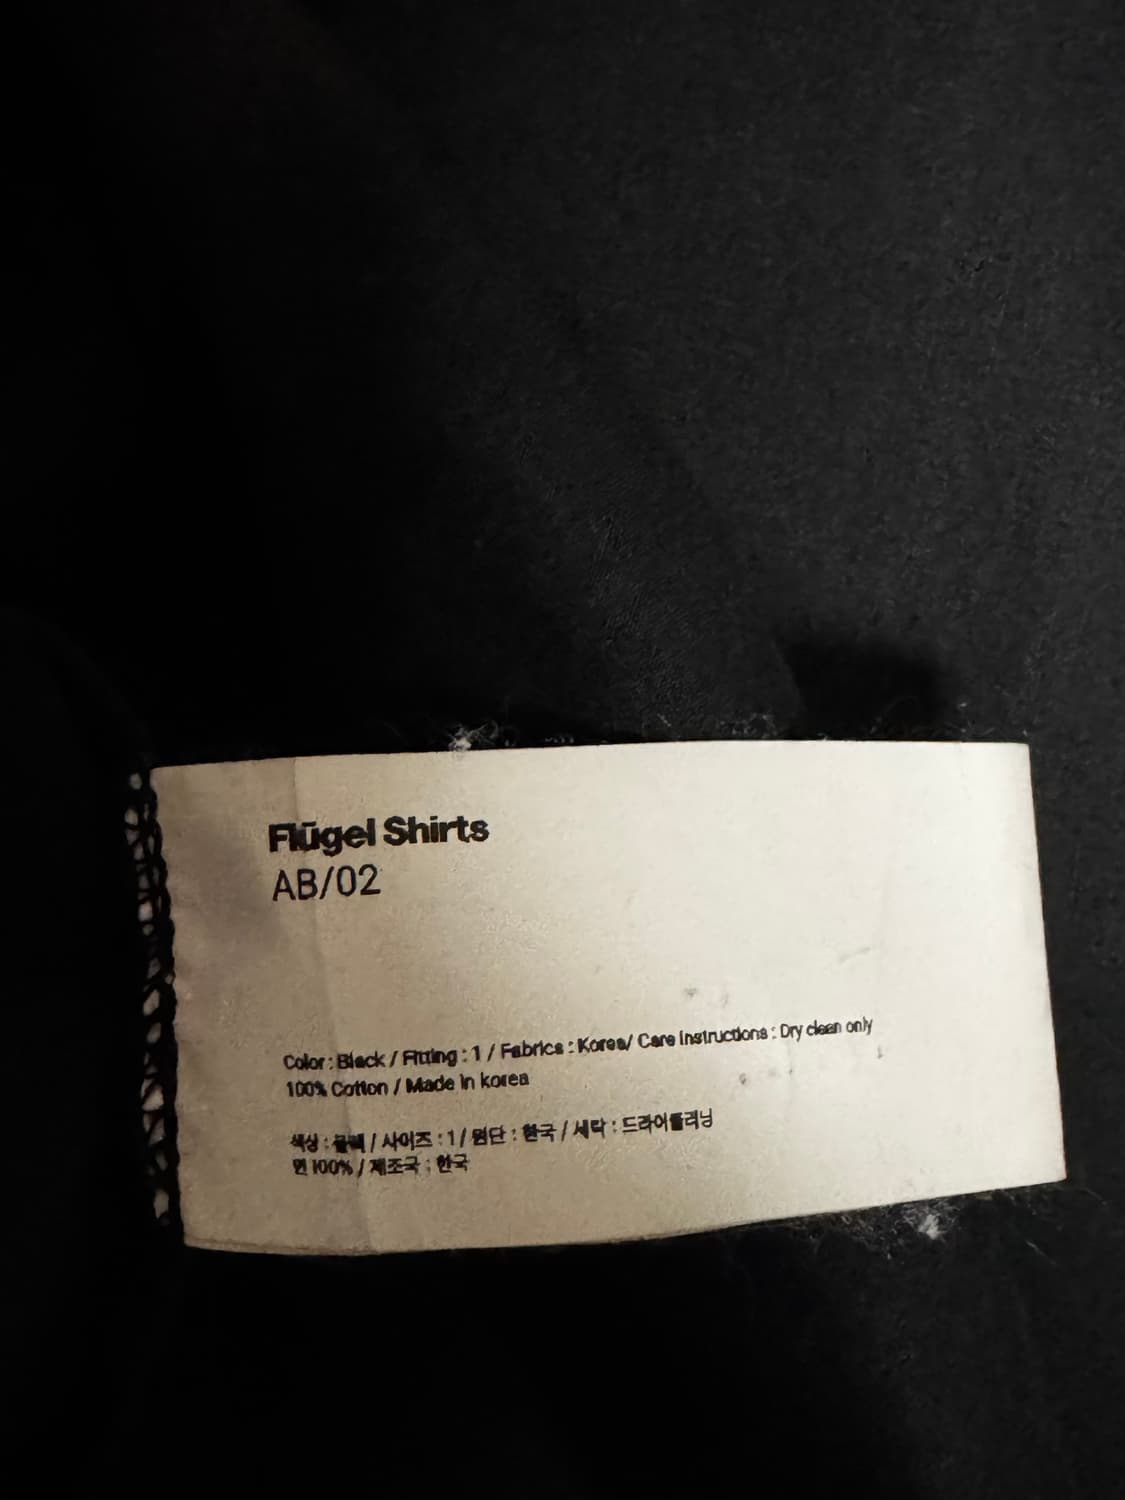 Flügel Shirts
AB/02
Color : Black / Fitting : 1 / Fabrics : Korea/ Care Instructions : Dry clean only
100% Cotton / Made in korea
색상 : 블랙 / 사이즈 : 1 / 원단 : 한국 / 세탁 : 드라이클리닝
면 100% / 제조국 : 한국